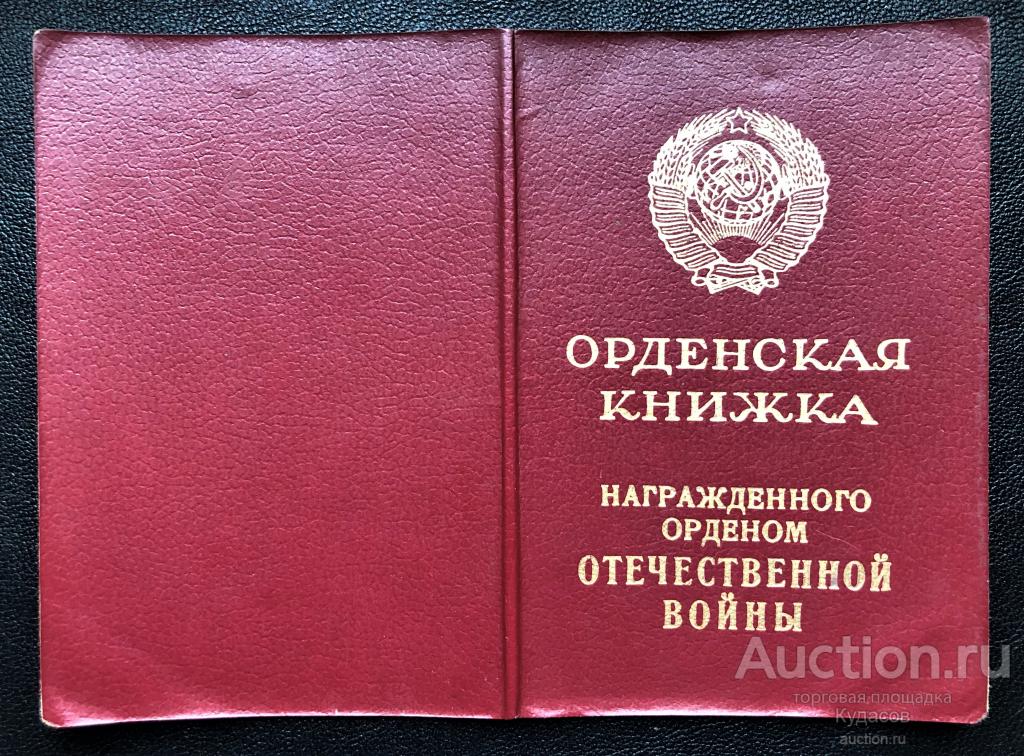 ОРДЕНСКАЯ
КНИЖКА
НАГРАЖДЕННОГО
ОРДЕНОМ
ОТЕЧЕСТВЕННОЙ
ВОЙНЫ
Auction.ru
торговая площадка
Кудасов
auction.ru